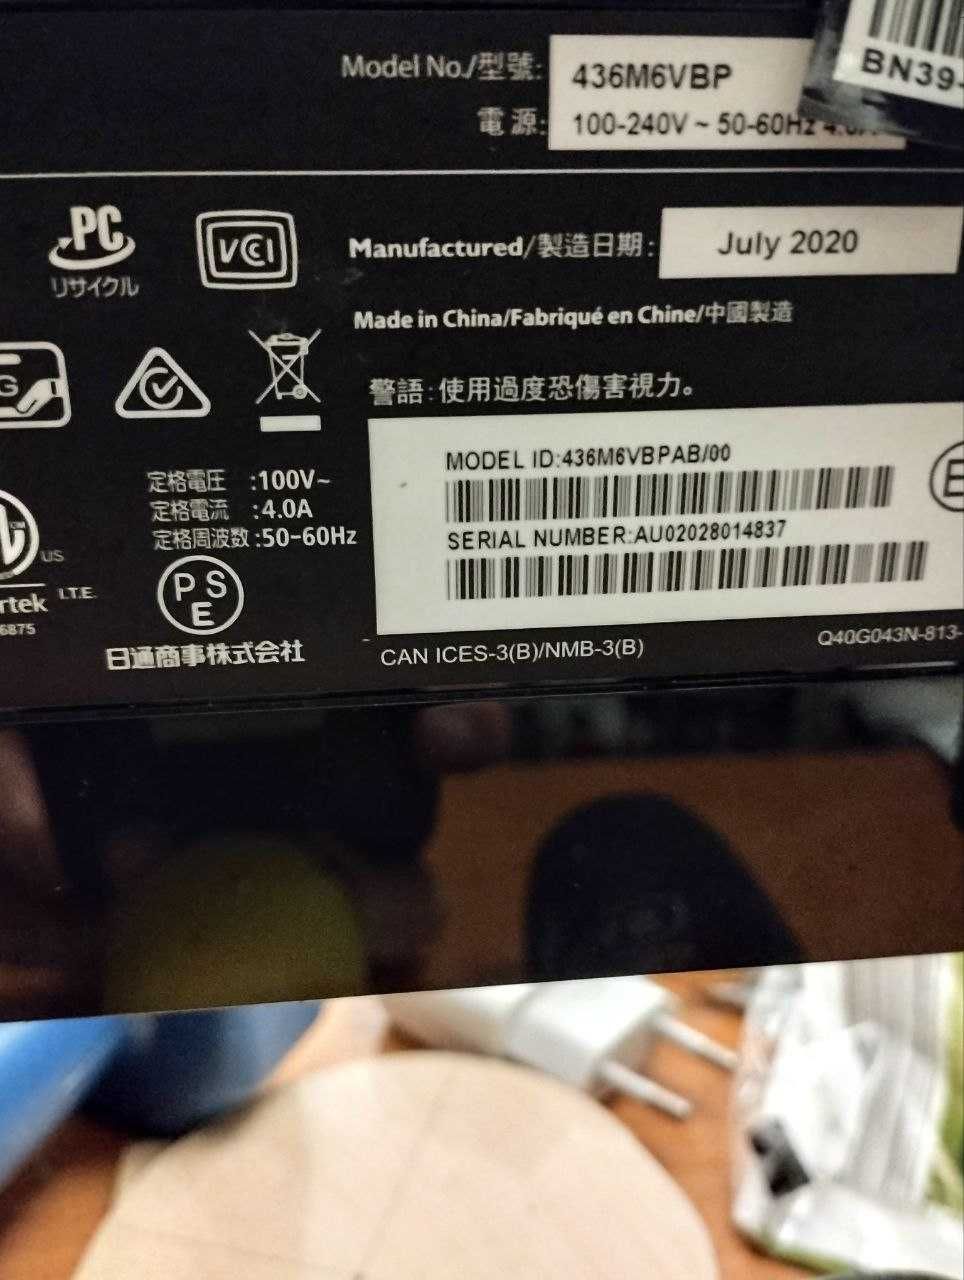 Model No./型號: 436M6VBP
電源: 100-240V ~ 50-60Hz
BN39-
PC
リサイクル
VCCI
Manufactured/製造日期: July 2020
Made in China/Fabriqué en Chine/中國製造
警語:使用過度恐傷害視力。
G
定格電圧 :100V~
定格電流 :4.0A
定格周波数 :50-60Hz
US
I.T.E.
rtek
6875
PS
E
日通商事株式会社
MODEL ID:436M6VBPAB/00
SERIAL NUMBER:AU02028014837
E
CAN ICES-3(B)/NMB-3(B)
Q40G043N-813-